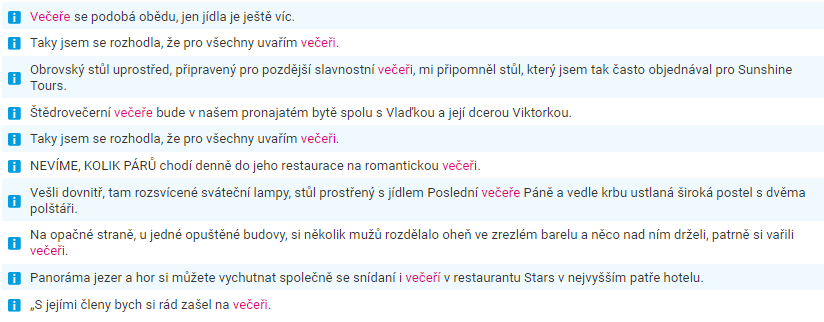 Večeře se podobá obědu, jen jídla je ještě víc.
Taky jsem se rozhodla, že pro všechny uvařím večeři.
Obrovský stůl uprostřed, připravený pro pozdější slavnostní večeři, mi připomněl stůl, který jsem tak často objednával pro Sunshine
Tours.
Štědrovečerní večeře bude v našem pronajatém bytě spolu s Vlaďkou a její dcerou Viktorkou.
Taky jsem se rozhodla, že pro všechny uvařím večeři.
NEVÍME, KOLIK PÁRŮ chodí denně do jeho restaurace na romantickou večeři.
Vešli dovnitř, tam rozsvícené sváteční lampy, stůl prostřený s jídlem Poslední večeře Páně a vedle krbu ustlaná široká postel s dvěma
polštáři.
Na opačné straně, u jedné opuštěné budovy, si několik mužů rozdělalo oheň ve zrezlém barelu a něco nad ním drželi, patrně si vařili
večeři.
Panoráma jezer a hor si můžete vychutnat společně se snídaní i večeří v restaurantu Stars v nejvyšším patře hotelu.
„S jejími členy bych si rád zašel na večeři.